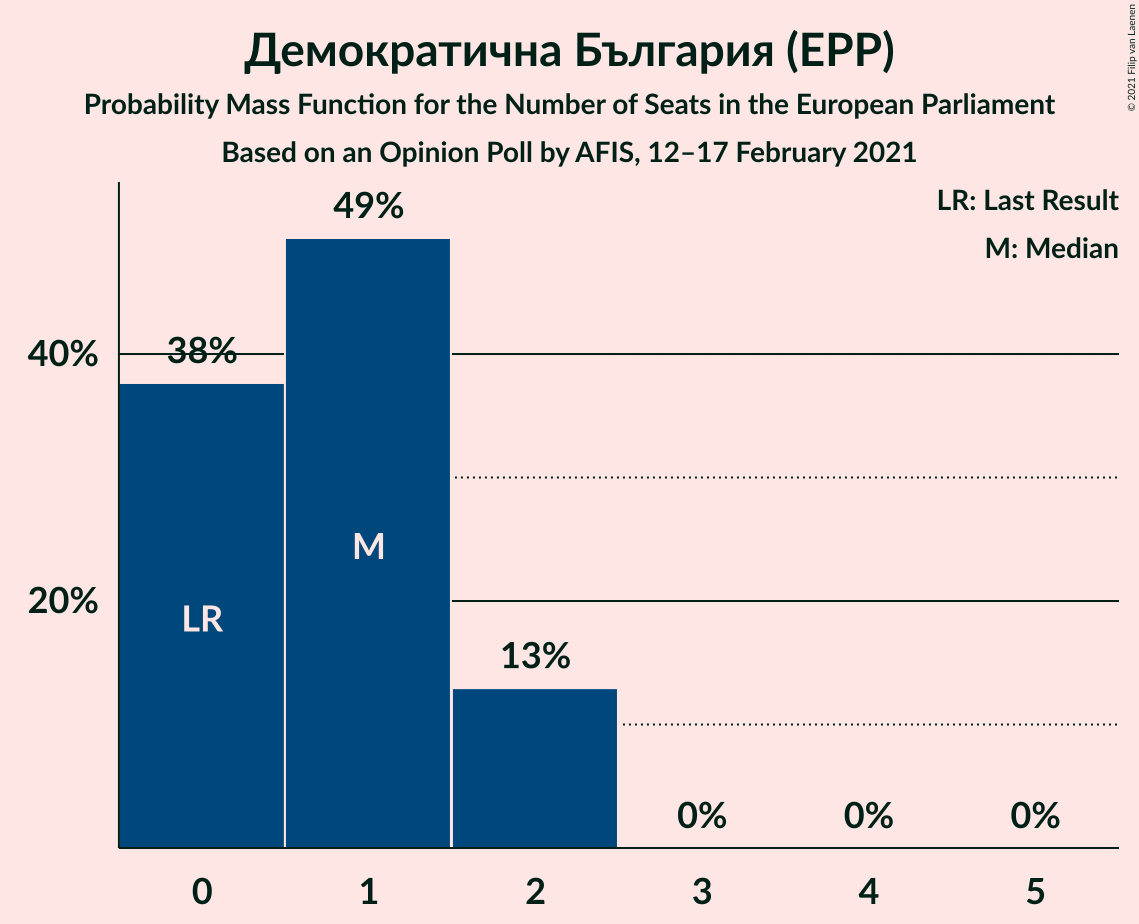 Демократична България (EPP)
Probability Mass Function for the Number of Seats in the European Parliament
Based on an Opinion Poll by AFIS, 12–17 February 2021
© 2021 Filip van Laenen
LR: Last Result
M: Median
49%
38%
40%
M
20%
LR
13%
0% 0% 0%
0 1 2 3 4 5